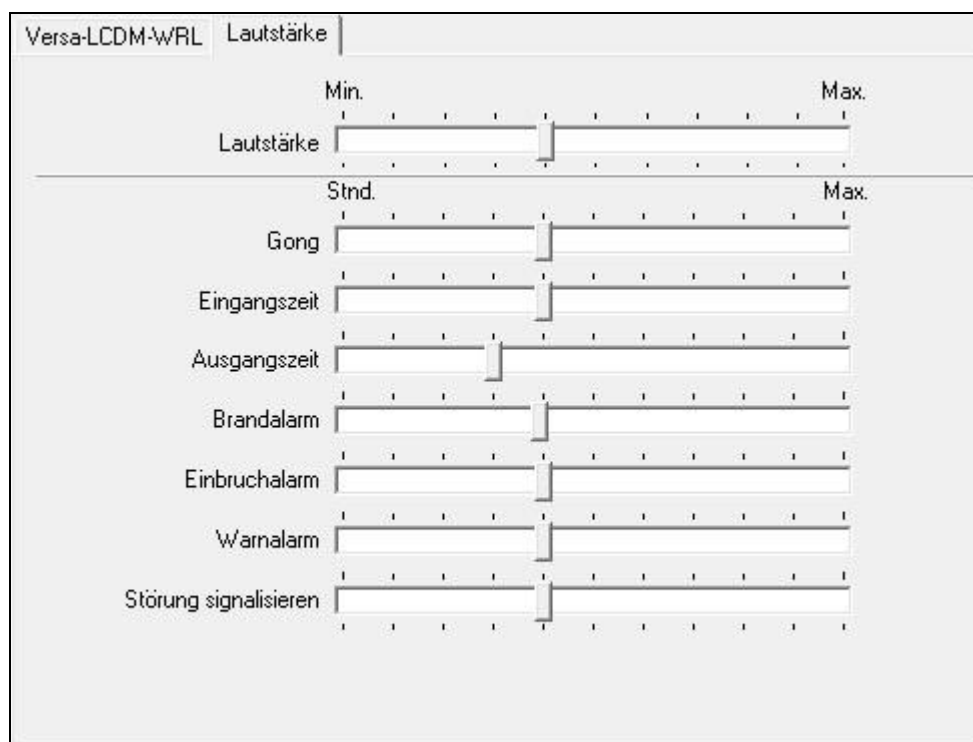 Versa-LCDM-WRL Lautstärke
Min. Max.
Lautstärke
Stnd. Max.
Gong
Eingangszeit
Ausgangszeit
Brandalarm
Einbruchalarm
Warnalarm
Störung signalisieren